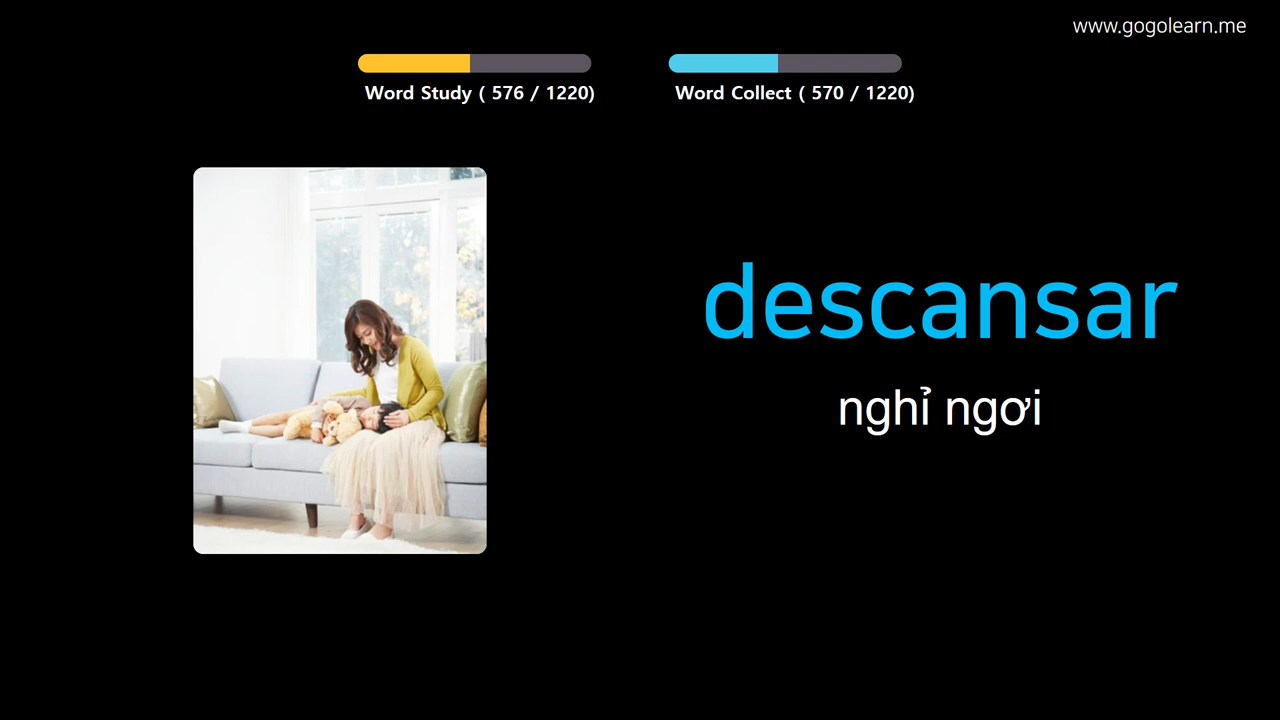 www.gogolearn.me
Word Study ( 576 / 1220)
Word Collect ( 570 / 1220)
descansar
nghỉ ngơi